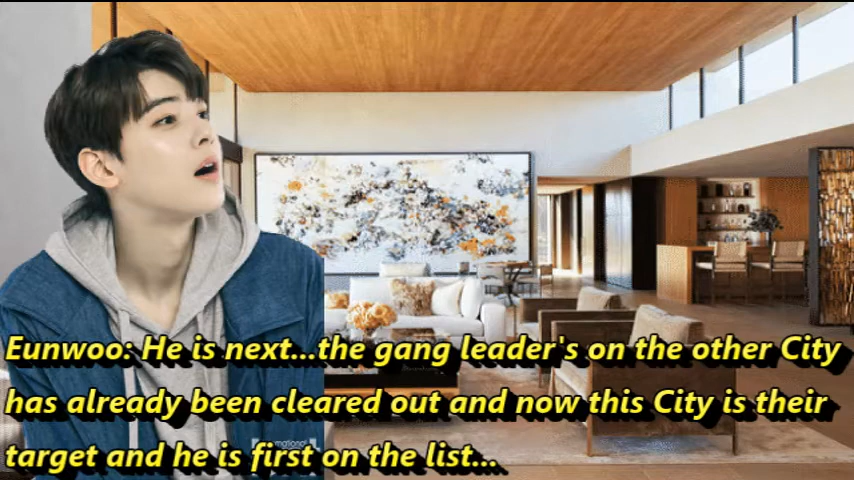 Eunwoo: He is next...the gang leader's on the other City
has already been cleared out and now this City is their
target and he is first on the list...
national